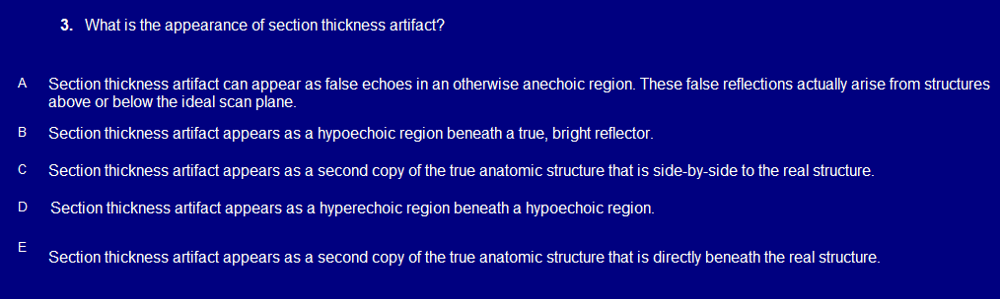 3. What is the appearance of section thickness artifact?
A Section thickness artifact can appear as false echoes in an otherwise anechoic region. These false reflections actually arise from structures
above or below the ideal scan plane.
B Section thickness artifact appears as a hypoechoic region beneath a true, bright reflector.
C Section thickness artifact appears as a second copy of the true anatomic structure that is side-by-side to the real structure.
D Section thickness artifact appears as a hyperechoic region beneath a hypoechoic region.
E Section thickness artifact appears as a second copy of the true anatomic structure that is directly beneath the real structure.